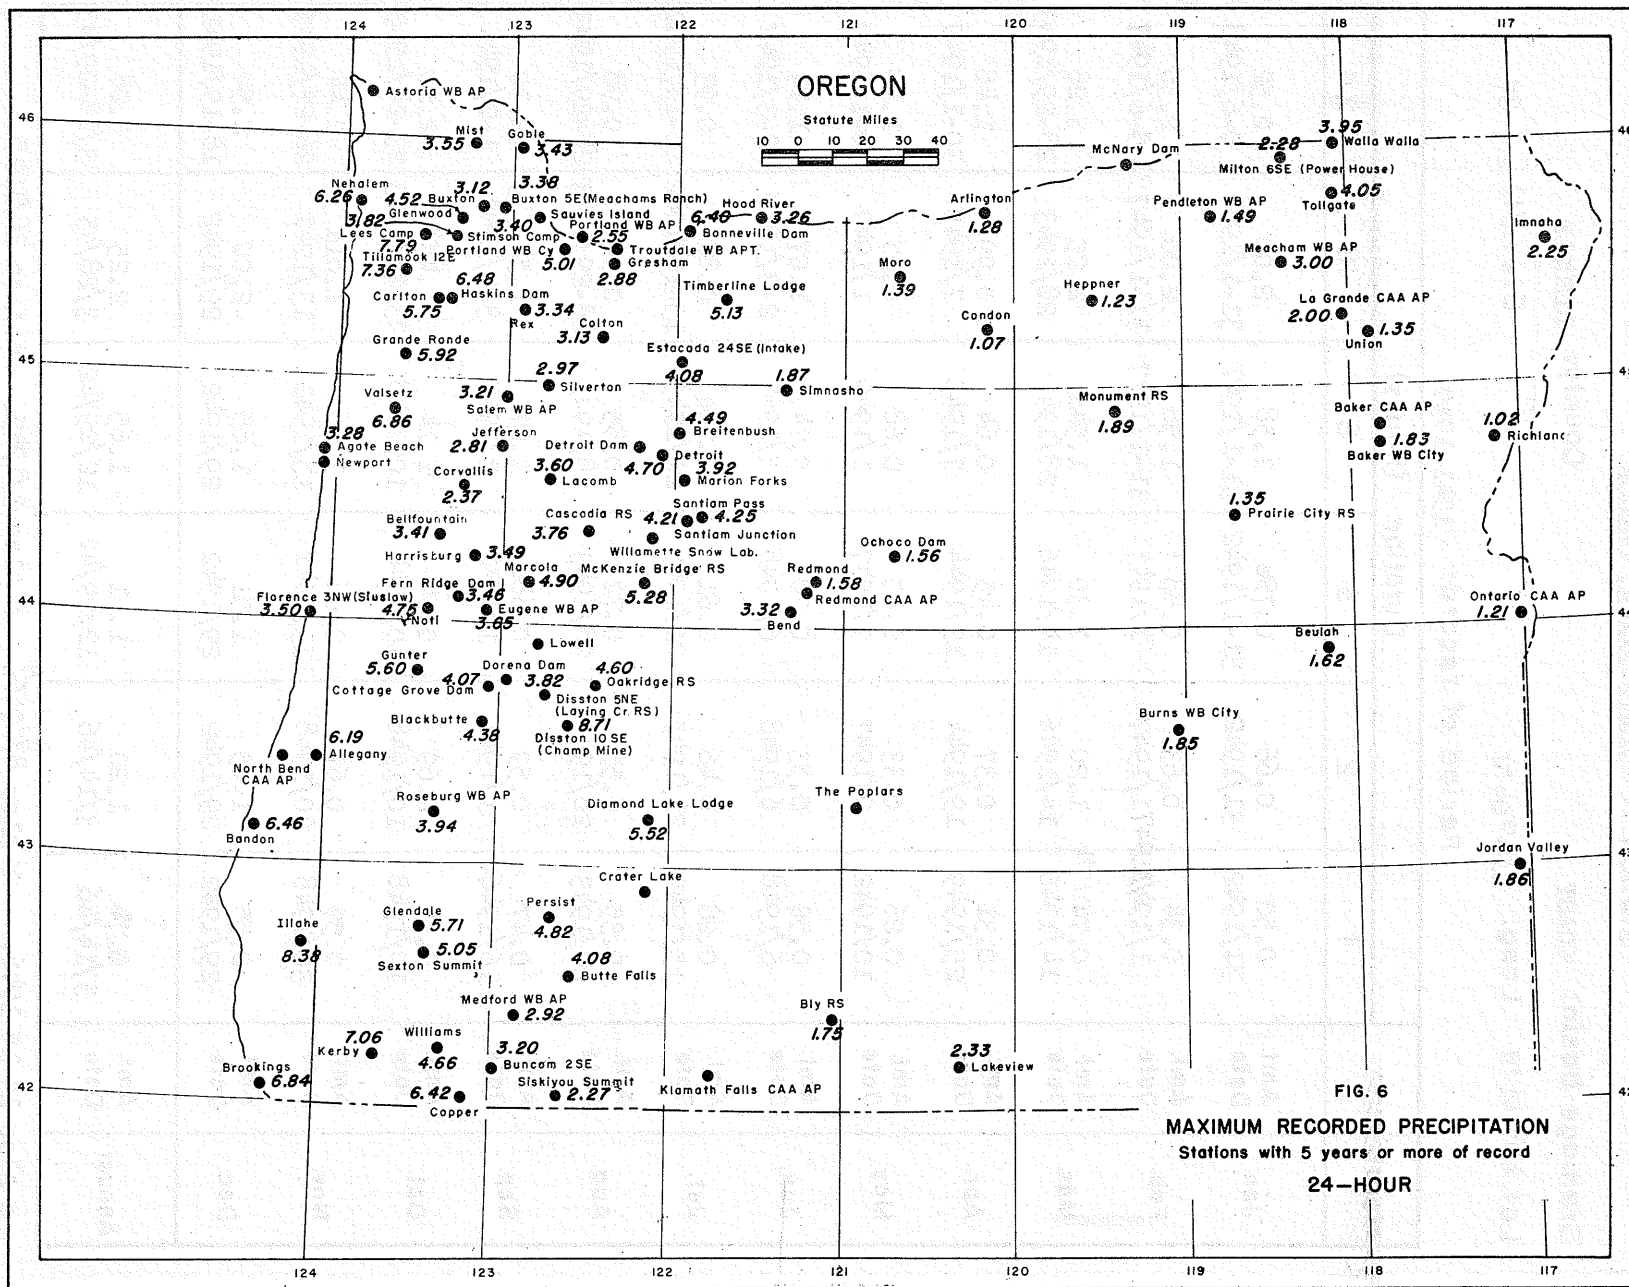 124 123 122 121 120 119 118 117
OREGON
Statute Miles
10 0 10 20 30 40
Astoria WB AP
46
46
Mist
3.55
Goble
3.43
McNary Dam
3.95
Walla Walla
2.28
Milton 6SE (Power House)
4.05
Tollgate
Nehalem
6.26
3.12
Buxton
3.38
Buxton 5E (Meachams Ranch)
4.52
Glenwood
3.82
Stimson Camp
3.40
Sauvies Island
Portland WB AP
2.55
6.40
Bonneville Dam
Hood River
3.26
Arlington
1.28
Pendleton WB AP
1.49
Imnaha
2.25
Lees Camp
7.79
Portland WB Cy
5.01
Troutdale WB APT.
Gresham
2.88
Tillamook 12E
7.36
Meacham WB AP
3.00
Moro
1.39
Heppner
1.23
6.48
Haskins Dam
Carlton
5.75
3.34
Rex
Timberline Lodge
5.13
La Grande CAA AP
2.00
1.35
Union
Colton
3.13
Condon
1.07
Grande Ronde
5.92
Estacada 24SE (Intake)
4.08
45
2.97
Silverton
1.87
Simnasho
3.21
Salem WB AP
Valsetz
6.86
Monument RS
1.89
Baker CAA AP
1.83
Baker WB City
1.02
3.28
Agate Beach
Newport
Jefferson
2.81
4.49
Breitenbush
Detroit Dam
4.70
Detroit
3.92
Marion Forks
Corvallis
2.37
3.60
Lacomb
1.35
Prairie City RS
Bellfountain
3.41
Cascadia RS
3.76
Santiam Pass
4.21
4.25
Santiam Junction
Willamette Snow Lab.
Harrisburg
3.49
Ochoco Dam
1.56
Marcola
4.90
McKenzie Bridge RS
5.28
Redmond
1.58
Redmond CAA AP
Fern Ridge Dam
3.46
44
Florence 3NW (Siuslaw)
3.50
4.75
Noti
Eugene WB AP
3.65
3.32
Bend
Ontario CAA AP
1.21
44
Lowell
Beulah
1.62
Gunter
5.60
Dorena Dam
3.82
4.07
Cottage Grove Dam
4.60
Oakridge RS
Disston 5NE
(Laying Cr. RS)
Blackbutte
4.38
8.71
Disston 10SE
(Champ Mine)
Burns WB City
1.85
6.19
Allegany
North Bend
CAA AP
Roseburg WB AP
3.94
Diamond Lake Lodge
5.52
The Poplars
6.46
Bandon
43
Jordan Valley
1.86
Crater Lake
Illahe
8.38
Glendale
5.71
Persist
4.82
5.05
Sexton Summit
4.08
Butte Falls
Medford WB AP
2.92
Bly RS
1.75
7.06
Kerby
Williams
4.66
3.20
Buncom 2SE
2.33
Lakeview
Brookings
6.84
6.42
Copper
Siskiyou Summit
2.27
Klamath Falls CAA AP
42
FIG. 6
MAXIMUM RECORDED PRECIPITATION
Stations with 5 years or more of record
24-HOUR
124 123 122 121 120 119 118 117